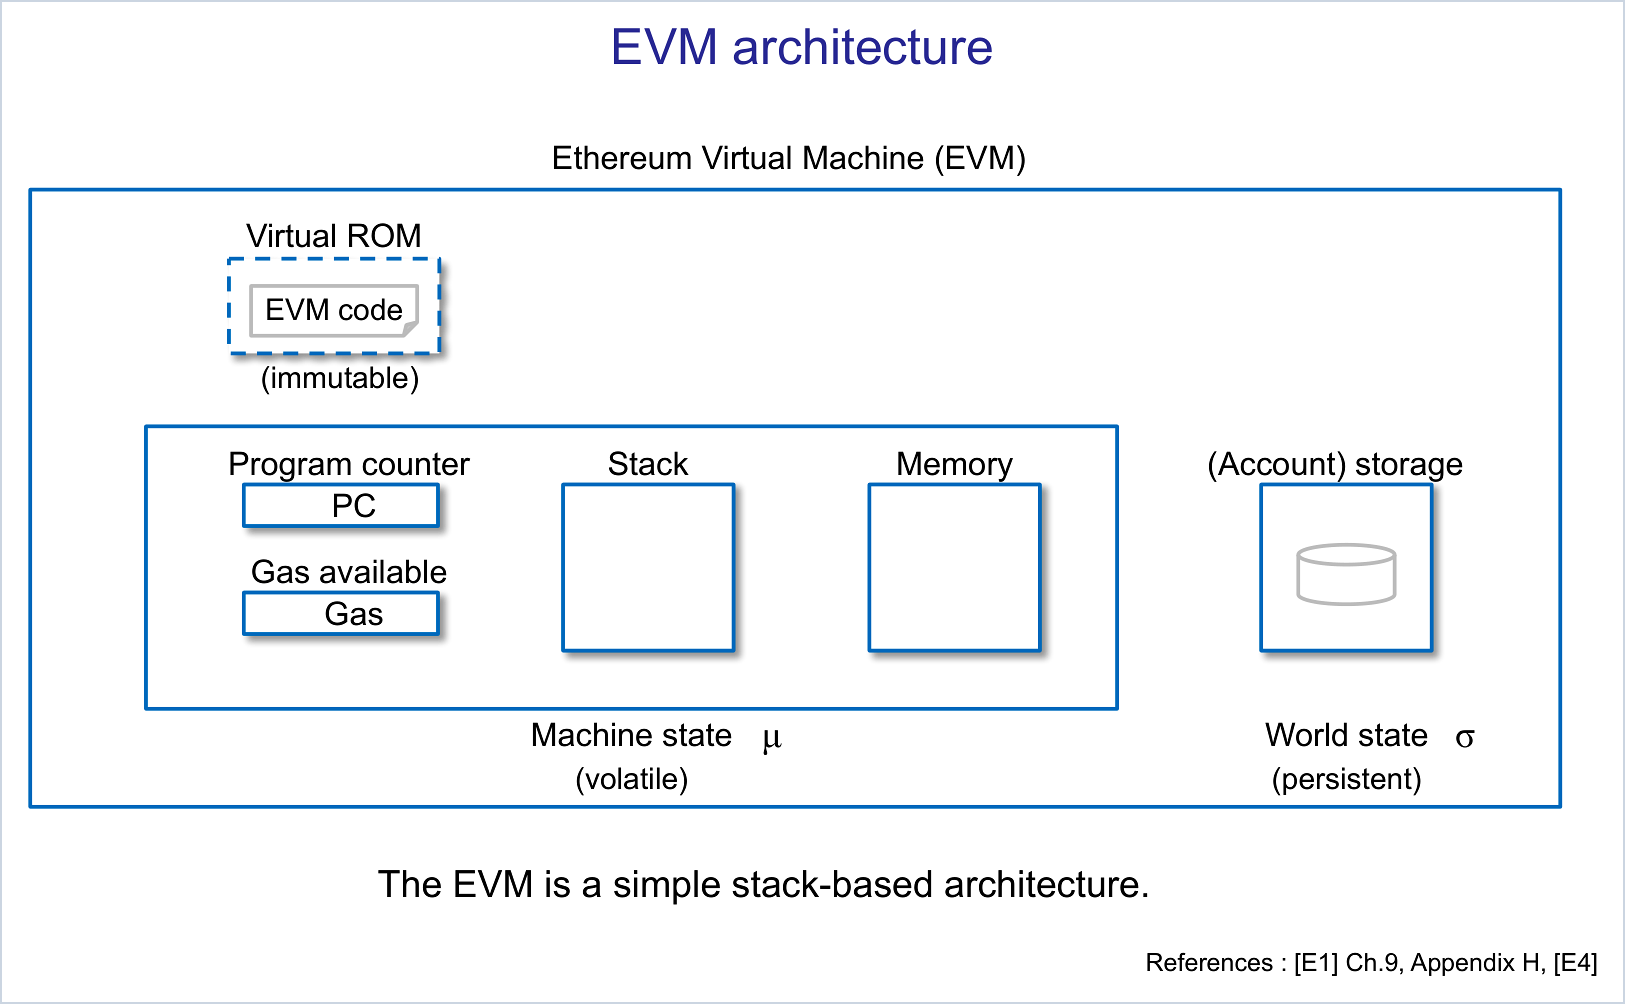 EVM architecture
Ethereum Virtual Machine (EVM)
Virtual ROM
EVM code
(immutable)
Program counter
PC
Gas available
Gas
Stack
Memory
(Account) storage
Machine state μ
(volatile)
World state σ
(persistent)
The EVM is a simple stack-based architecture.
References : [E1] Ch.9, Appendix H, [E4]